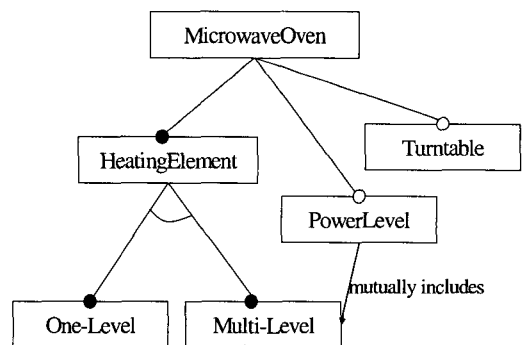 MicrowaveOven
HeatingElement
Turntable
PowerLevel
mutually includes
One-Level
Multi-Level